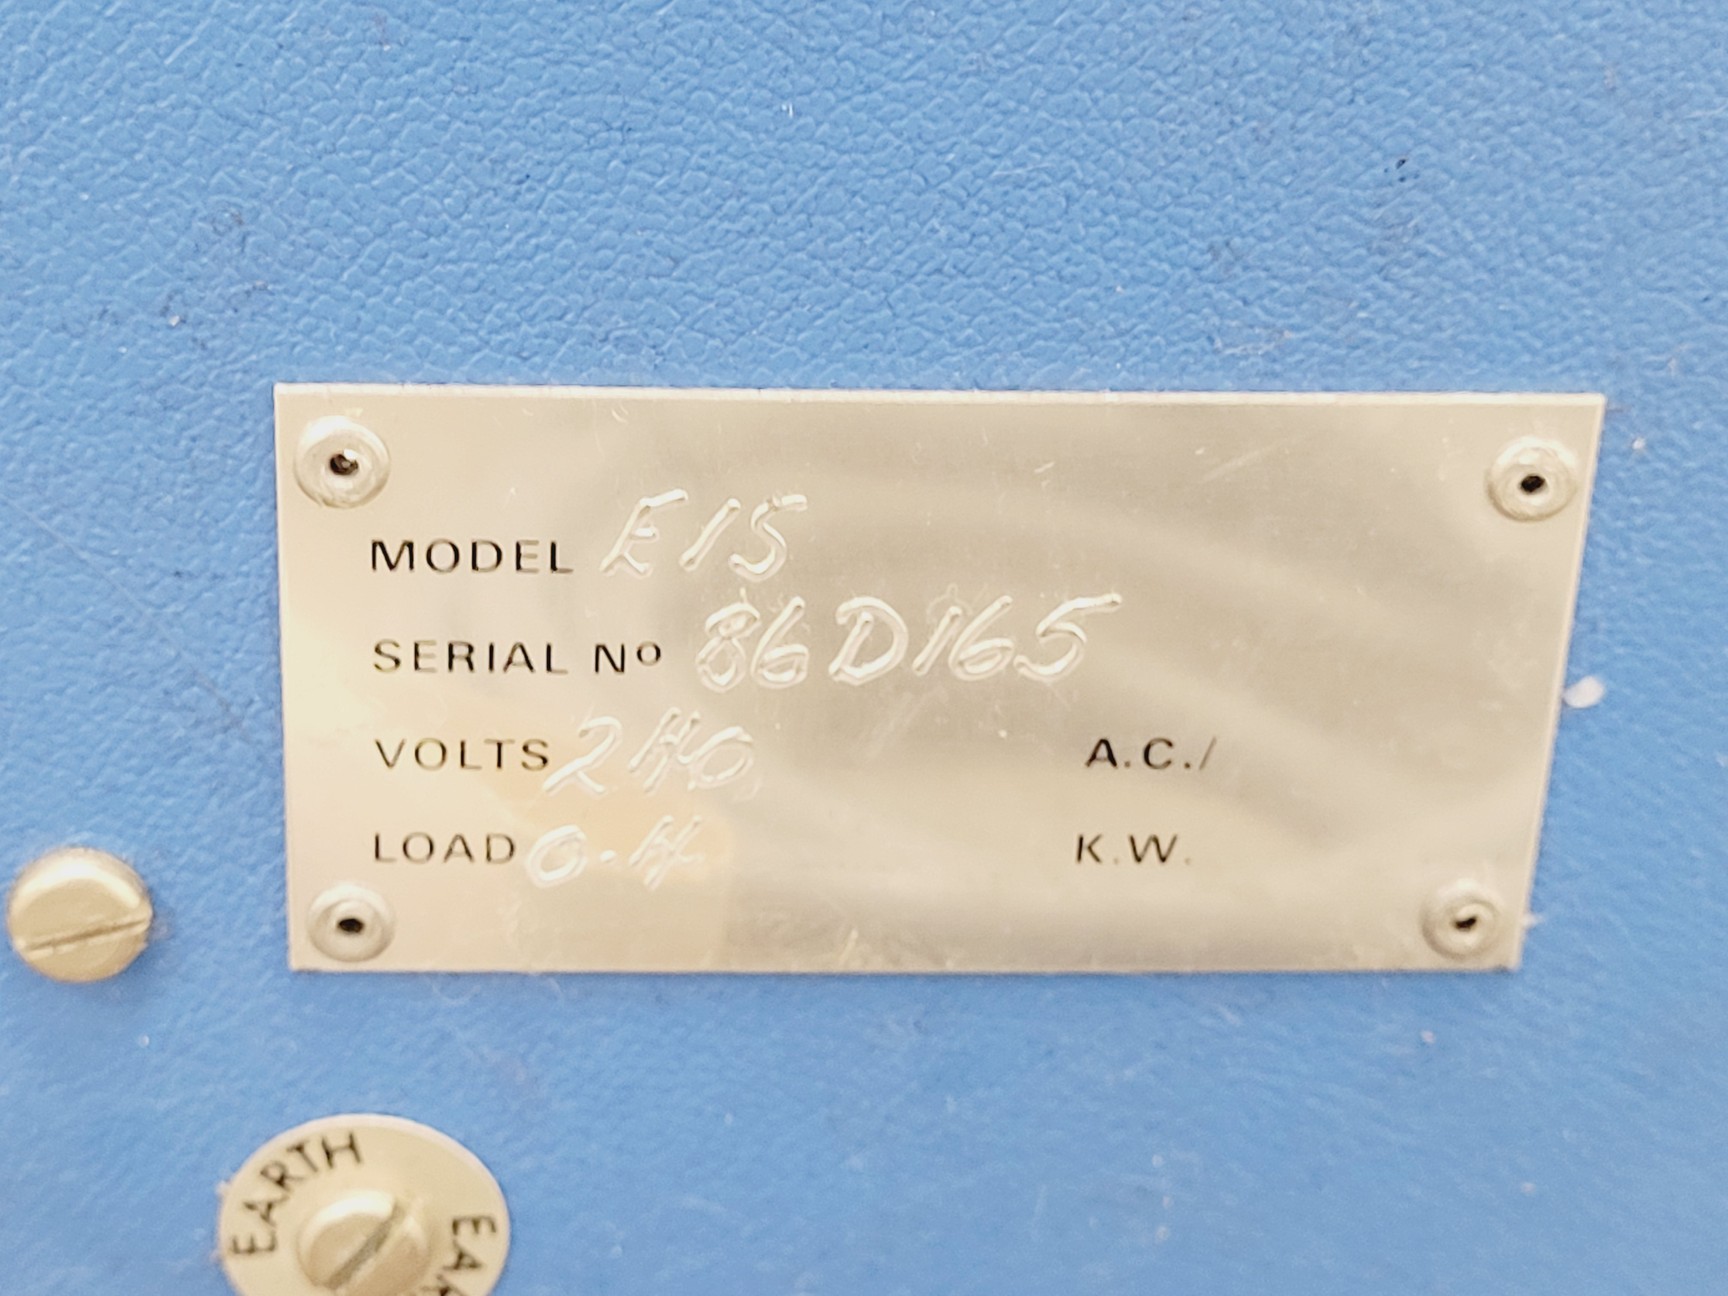 MODEL E15
SERIAL Nº 86D165
VOLTS 240 A.C./
LOAD 0.4 K.W.
EARTH